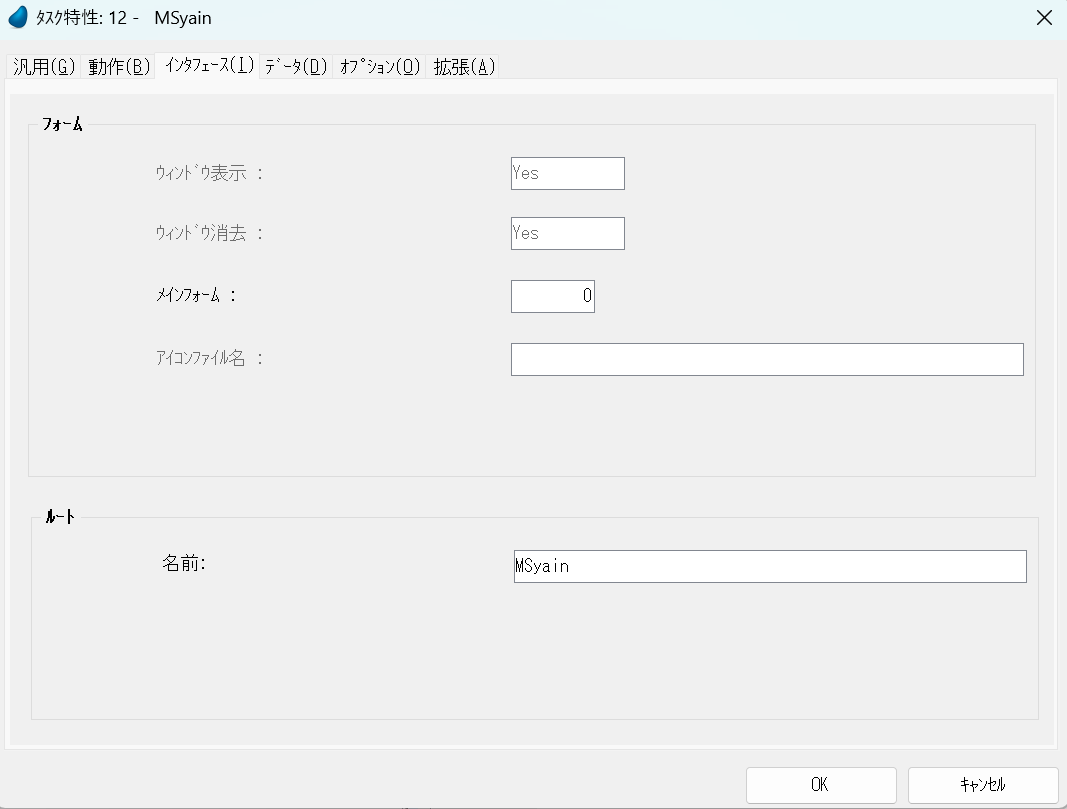 ﾀｽｸ特性: 12 -   MSyain
汎用(G) 動作(B) ｲﾝﾀﾌｪｰｽ(I) ﾃﾞｰﾀ(D) ｵﾌﾟｼｮﾝ(O) 拡張(A)
フォーム
ｳｨﾝﾄﾞｳ表示 : Yes
ｳｨﾝﾄﾞｳ消去 : Yes
メインフォーム : 0
アイコンファイル名 :
ルート
名前: MSyain
OK キャンセル